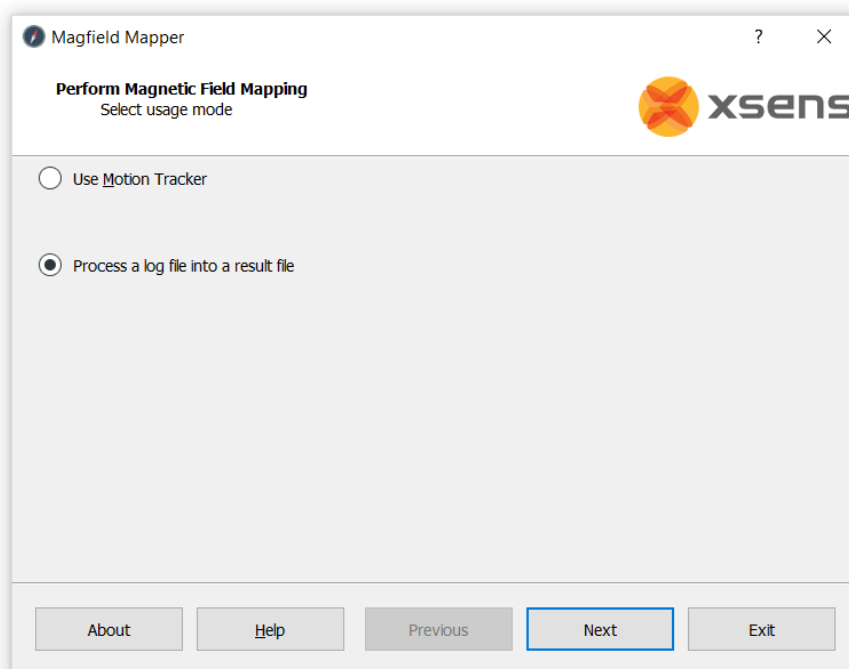 Magfield Mapper
?
Perform Magnetic Field Mapping
Select usage mode
xsens
Use Motion Tracker
Process a log file into a result file
About
Help
Previous
Next
Exit